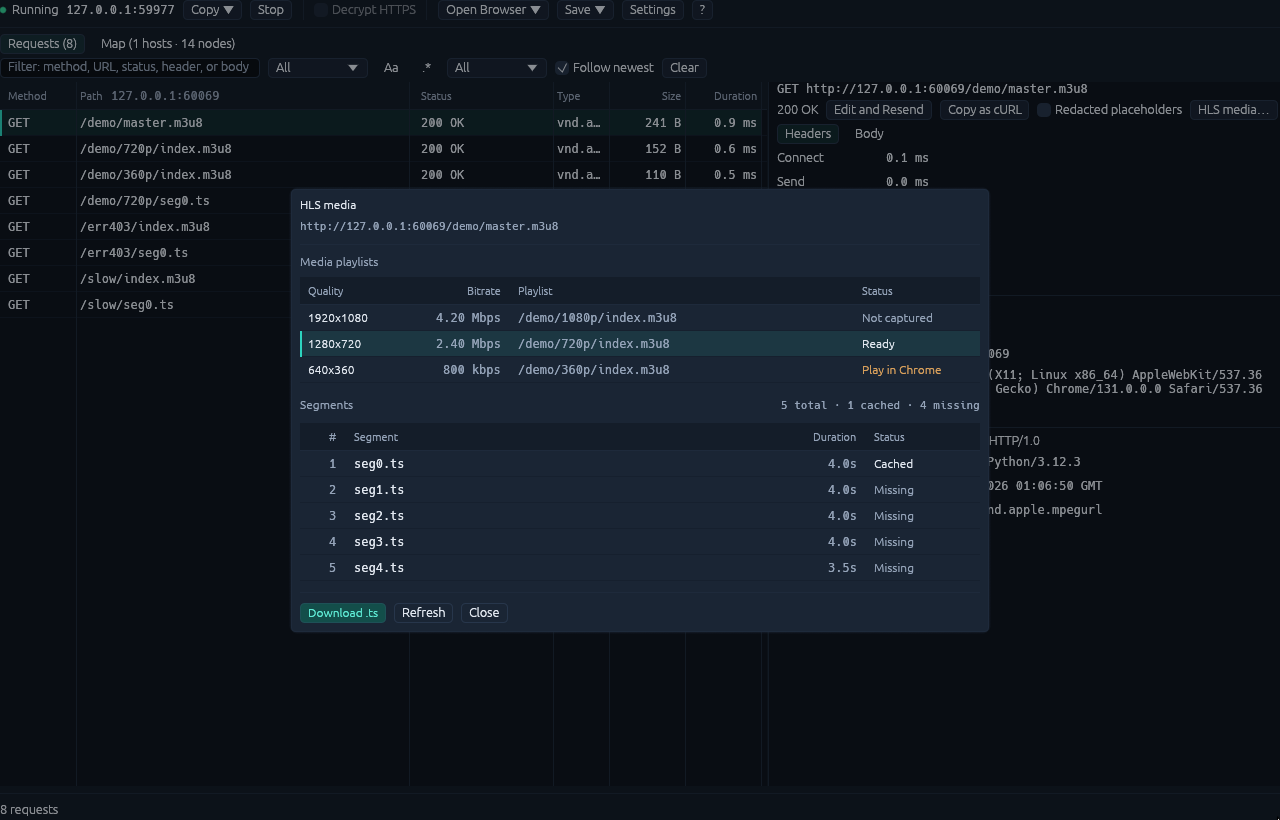 Running 127.0.0.1:59977 Copy ▼ Stop Decrypt HTTPS Open Browser ▼ Save ▼ Settings ?
Requests (8) Map (1 hosts · 14 nodes)
Filter: method, URL, status, header, or body All ▼ Aa .* All ▼ Follow newest Clear
Method Path 127.0.0.1:60069 Status Type Size Duration
GET /demo/master.m3u8 200 OK vnd.a… 241 B 0.9 ms
GET /demo/720p/index.m3u8 200 OK vnd.a… 152 B 0.6 ms
GET /demo/360p/index.m3u8 200 OK vnd.a… 110 B 0.5 ms
GET /demo/720p/seg0.ts
GET /err403/index.m3u8
GET /err403/seg0.ts
GET /slow/index.m3u8
GET /slow/seg0.ts
GET http://127.0.0.1:60069/demo/master.m3u8
200 OK Edit and Resend Copy as cURL Redacted placeholders HLS media…
Headers Body
Connect 0.1 ms
Send 0.0 ms
HLS media
http://127.0.0.1:60069/demo/master.m3u8
Media playlists
Quality Bitrate Playlist Status
1920x1080 4.20 Mbps /demo/1080p/index.m3u8 Not captured
1280x720 2.40 Mbps /demo/720p/index.m3u8 Ready
640x360 800 kbps /demo/360p/index.m3u8 Play in Chrome
Segments 5 total · 1 cached · 4 missing
# Segment Duration Status
1 seg0.ts 4.0s Cached
2 seg1.ts 4.0s Missing
3 seg2.ts 4.0s Missing
4 seg3.ts 4.0s Missing
5 seg4.ts 3.5s Missing
Download .ts Refresh Close
069
(X11; Linux x86_64) AppleWebKit/537.36
Gecko) Chrome/131.0.0.0 Safari/537.36
HTTP/1.0
Python/3.12.3
026 01:06:50 GMT
nd.apple.mpegurl
8 requests